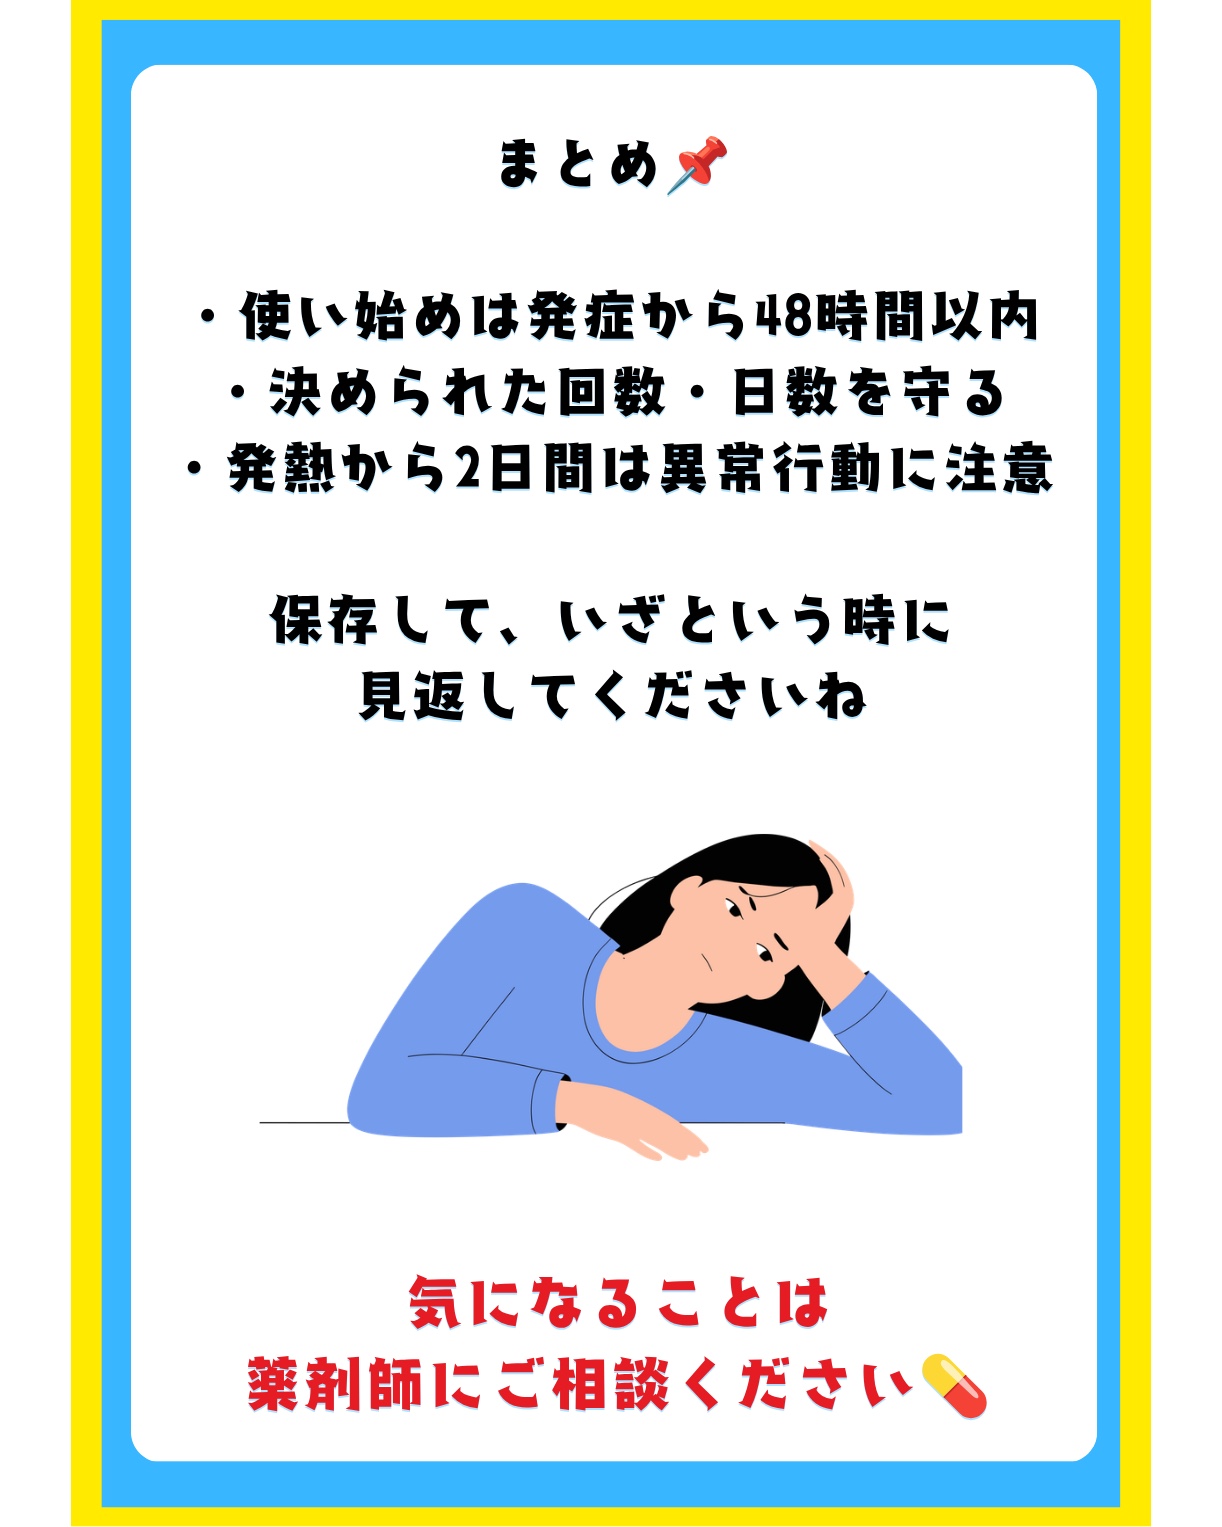 まとめ📌
・使い始めは発症から48時間以内
・決められた回数・日数を守る
・発熱から2日間は異常行動に注意
保存して、いざという時に
見返してくださいね
気になることは
薬剤師にご相談ください💊